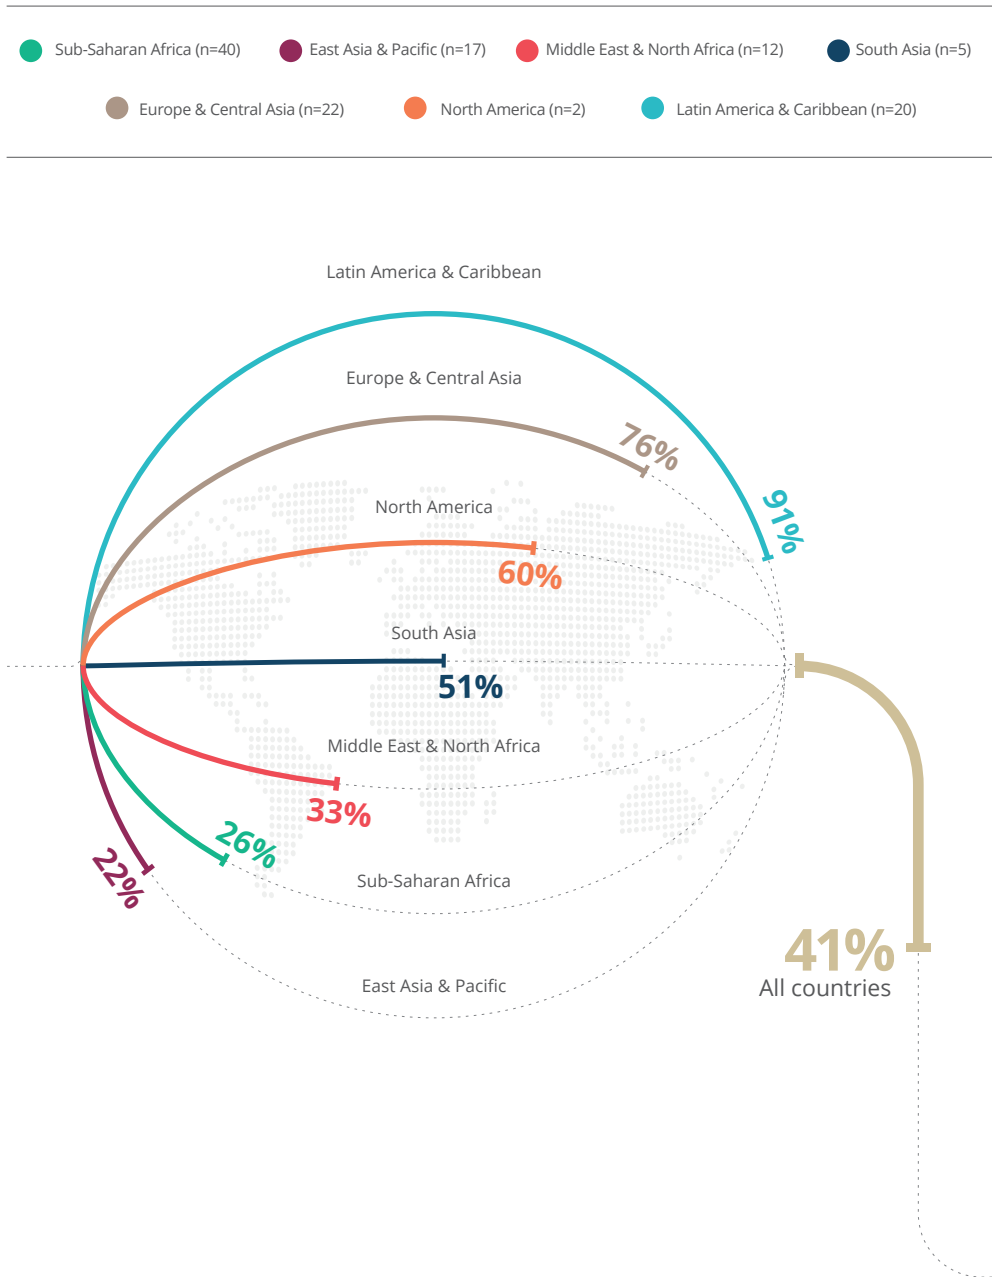 Sub-Saharan Africa (n=40)
East Asia & Pacific (n=17)
Middle East & North Africa (n=12)
South Asia (n=5)
Europe & Central Asia (n=22)
North America (n=2)
Latin America & Caribbean (n=20)
Latin America & Caribbean
Europe & Central Asia
76%
91%
North America
60%
South Asia
51%
Middle East & North Africa
33%
26%
22%
Sub-Saharan Africa
41%
All countries
East Asia & Pacific